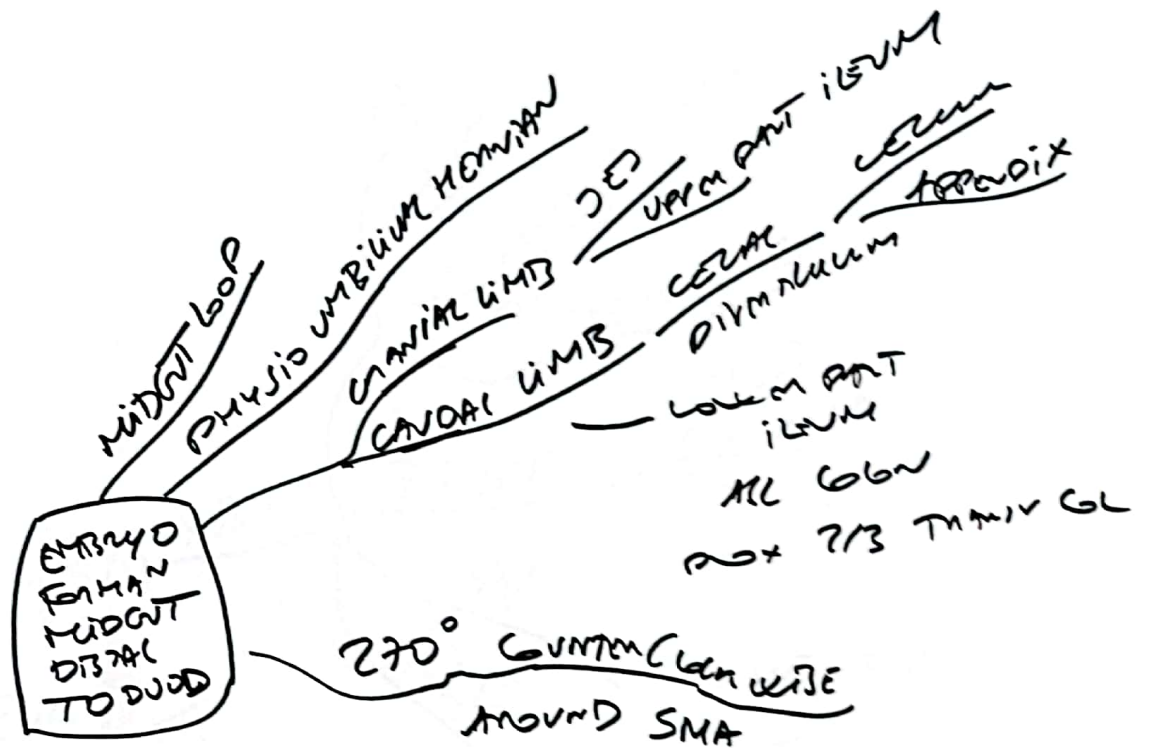 EMBRYO
FORMAN
MIDGUT
DISTAL
TO DUOD
MIDGUT LOOP
PHYSIO UMBILICAL HERNIAN
CRANIAL LIMB
JEJ
UPPER PART ILEUM
CAUDAL LIMB
CECAL
DIVERTICULUM
CECUM
APPENDIX
— LOWER PART
ILEUM
ASC COLON
PROX 2/3 TRANSV COL
270° COUNTERCLOCKWISE
AROUND SMA